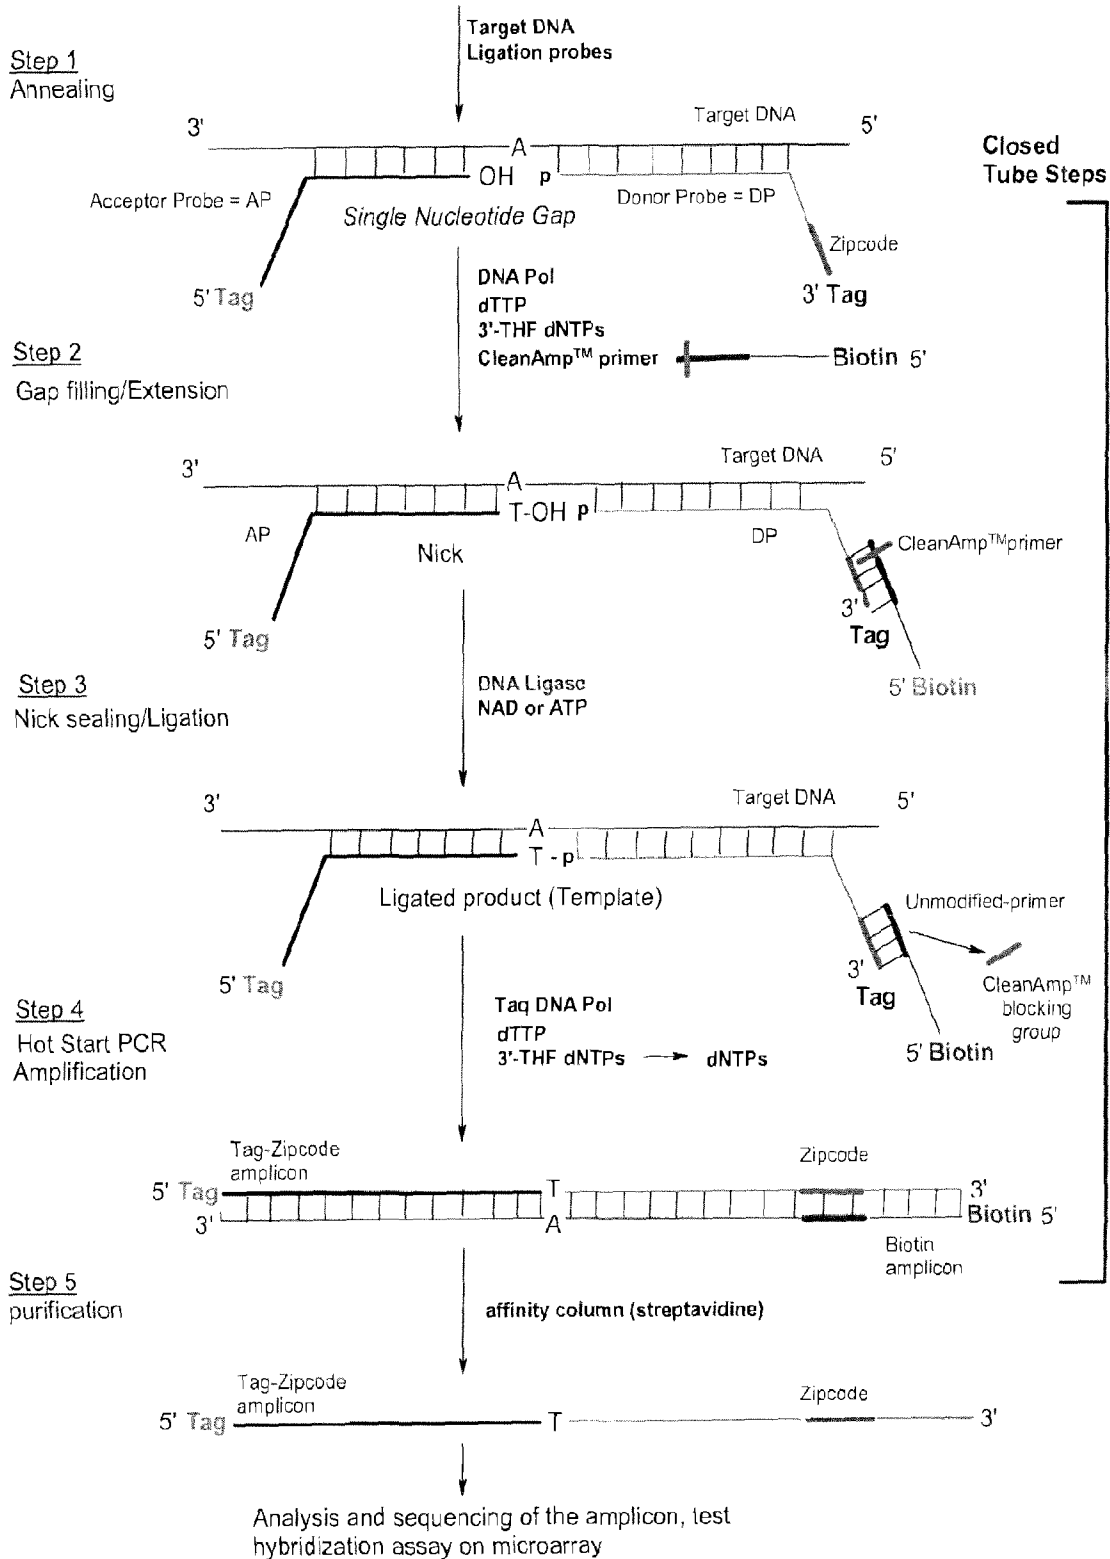 Target DNA
Ligation probes
Step 1
Annealing
3'
A
Target DNA
5'
Closed
Tube Steps
OH p
Acceptor Probe = AP
Single Nucleotide Gap
Donor Probe = DP
Zipcode
5' Tag
3' Tag
DNA Pol
dTTP
3'-THF dNTPs
CleanAmp™ primer
Biotin 5'
Step 2
Gap filling/Extension
3'
A
Target DNA
5'
T-OH p
AP
Nick
DP
CleanAmp™primer
3'
Tag
5' Tag
5' Biotin
Step 3
Nick sealing/Ligation
DNA Ligase
NAD or ATP
3'
A
Target DNA
5'
T - p
Ligated product (Template)
Unmodified-primer
3'
Tag
CleanAmp™
blocking
group
5' Tag
5' Biotin
Step 4
Hot Start PCR
Amplification
Taq DNA Pol
dTTP
3'-THF dNTPs → dNTPs
Tag-Zipcode
amplicon
Zipcode
5' Tag
T
3'
3'
A
Biotin 5'
Biotin
amplicon
Step 5
purification
affinity column (streptavidine)
Tag-Zipcode
amplicon
Zipcode
5' Tag
T
3'
Analysis and sequencing of the amplicon, test
hybridization assay on microarray